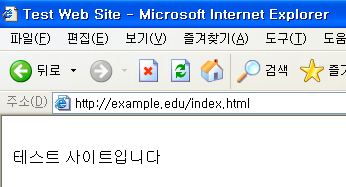 Test Web Site - Microsoft Internet Explorer
파일(F) 편집(E) 보기(V) 즐겨찾기(A) 도구(T) 도움
뒤로 검색 즐겨
주소(D) http://example.edu/index.html
테스트 사이트입니다